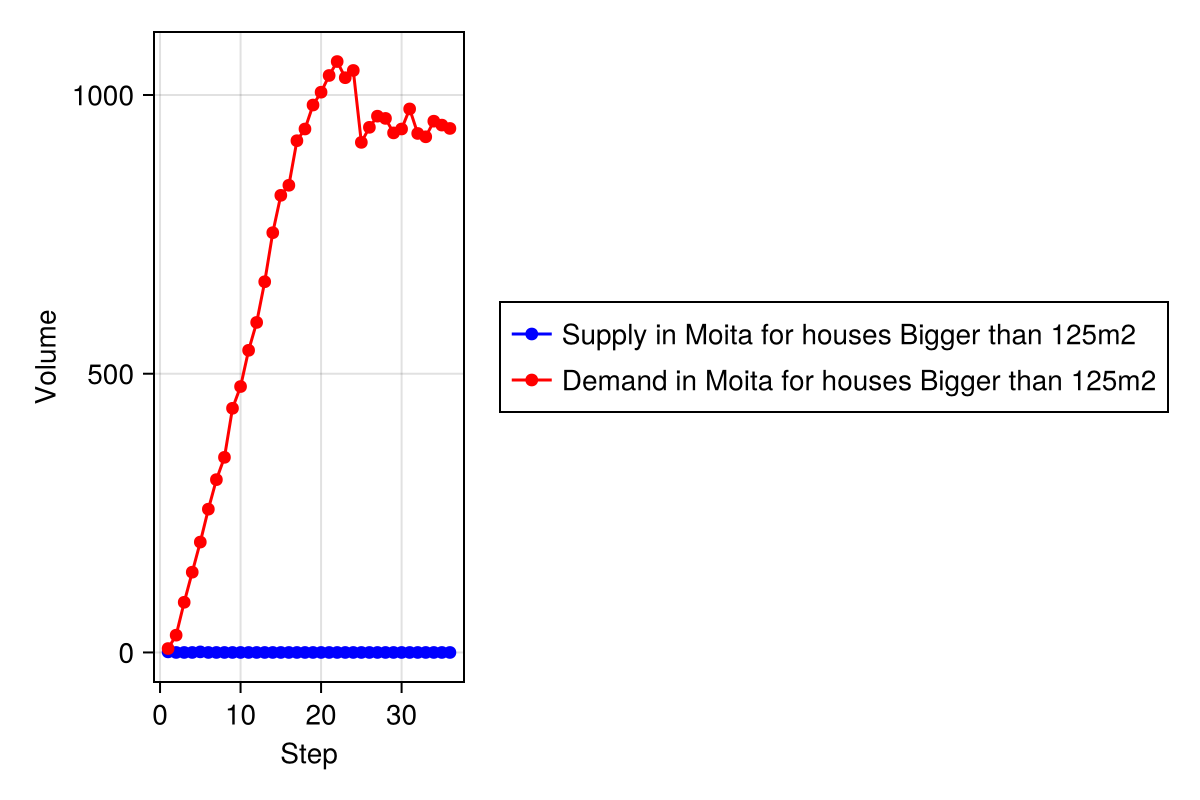 1000
500
0
Volume
0 10 20 30
Step
Supply in Moita for houses Bigger than 125m2
Demand in Moita for houses Bigger than 125m2